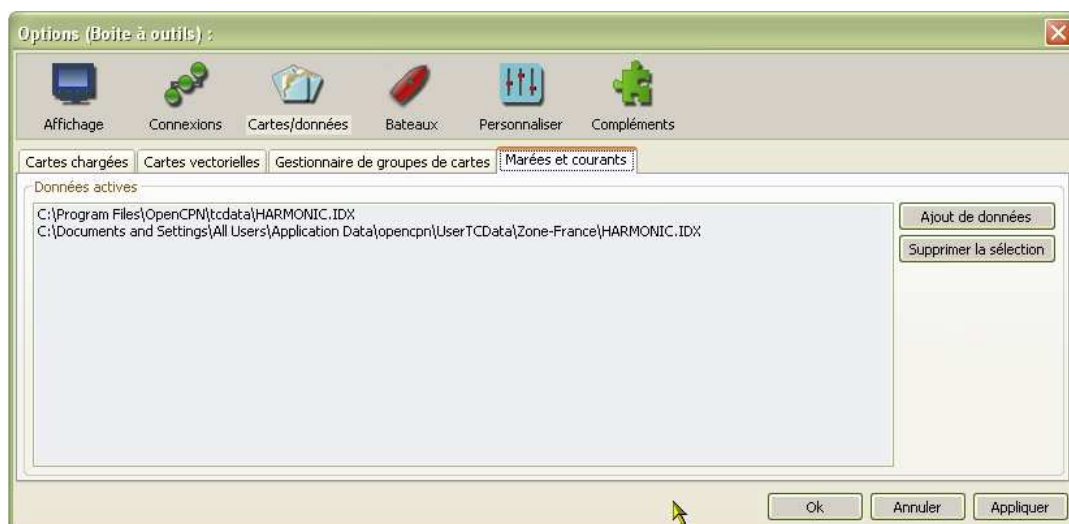 Options (Boite à outils) :
Affichage
Connexions
Cartes/données
Bateaux
Personnaliser
Compléments
Cartes chargées
Cartes vectorielles
Gestionnaire de groupes de cartes
Marées et courants
Données actives
C:\Program Files\OpenCPN\tcdata\HARMONIC.IDX
C:\Documents and Settings\All Users\Application Data\opencpn\UserTCData\Zone-France\HARMONIC.IDX
Ajout de données
Supprimer la sélection
Ok
Annuler
Appliquer